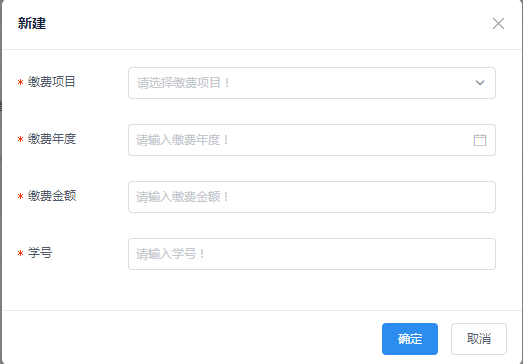 新建
* 缴费项目
请选择缴费项目！
* 缴费年度
请输入缴费年度！
* 缴费金额
请输入缴费金额！
* 学号
请输入学号！
确定
取消